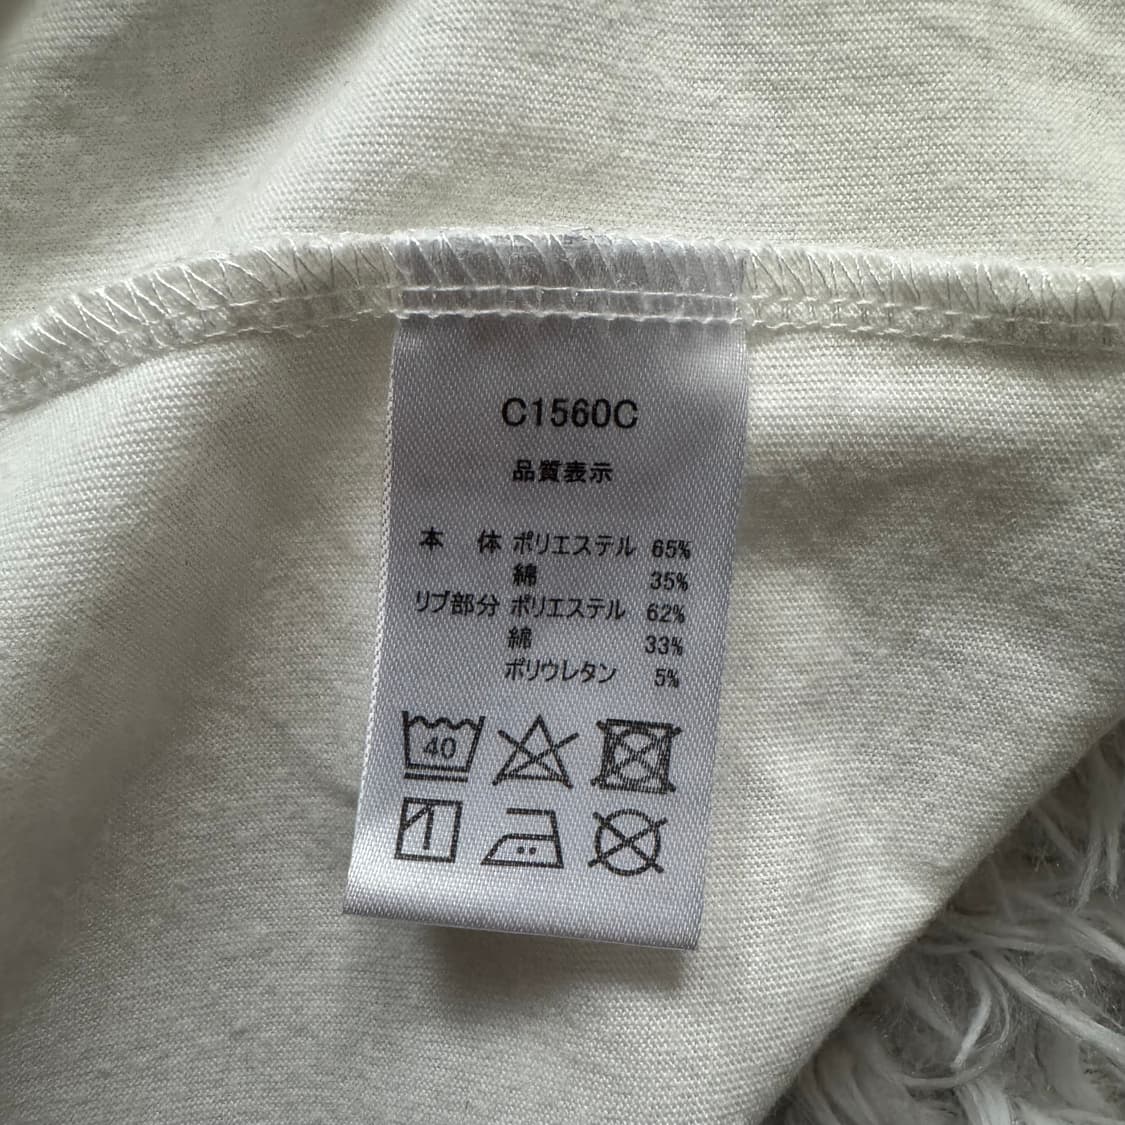 C1560C
品質表示
本 体 ポリエステル 65%
綿 35%
リブ部分 ポリエステル 62%
綿 33%
ポリウレタン 5%
40